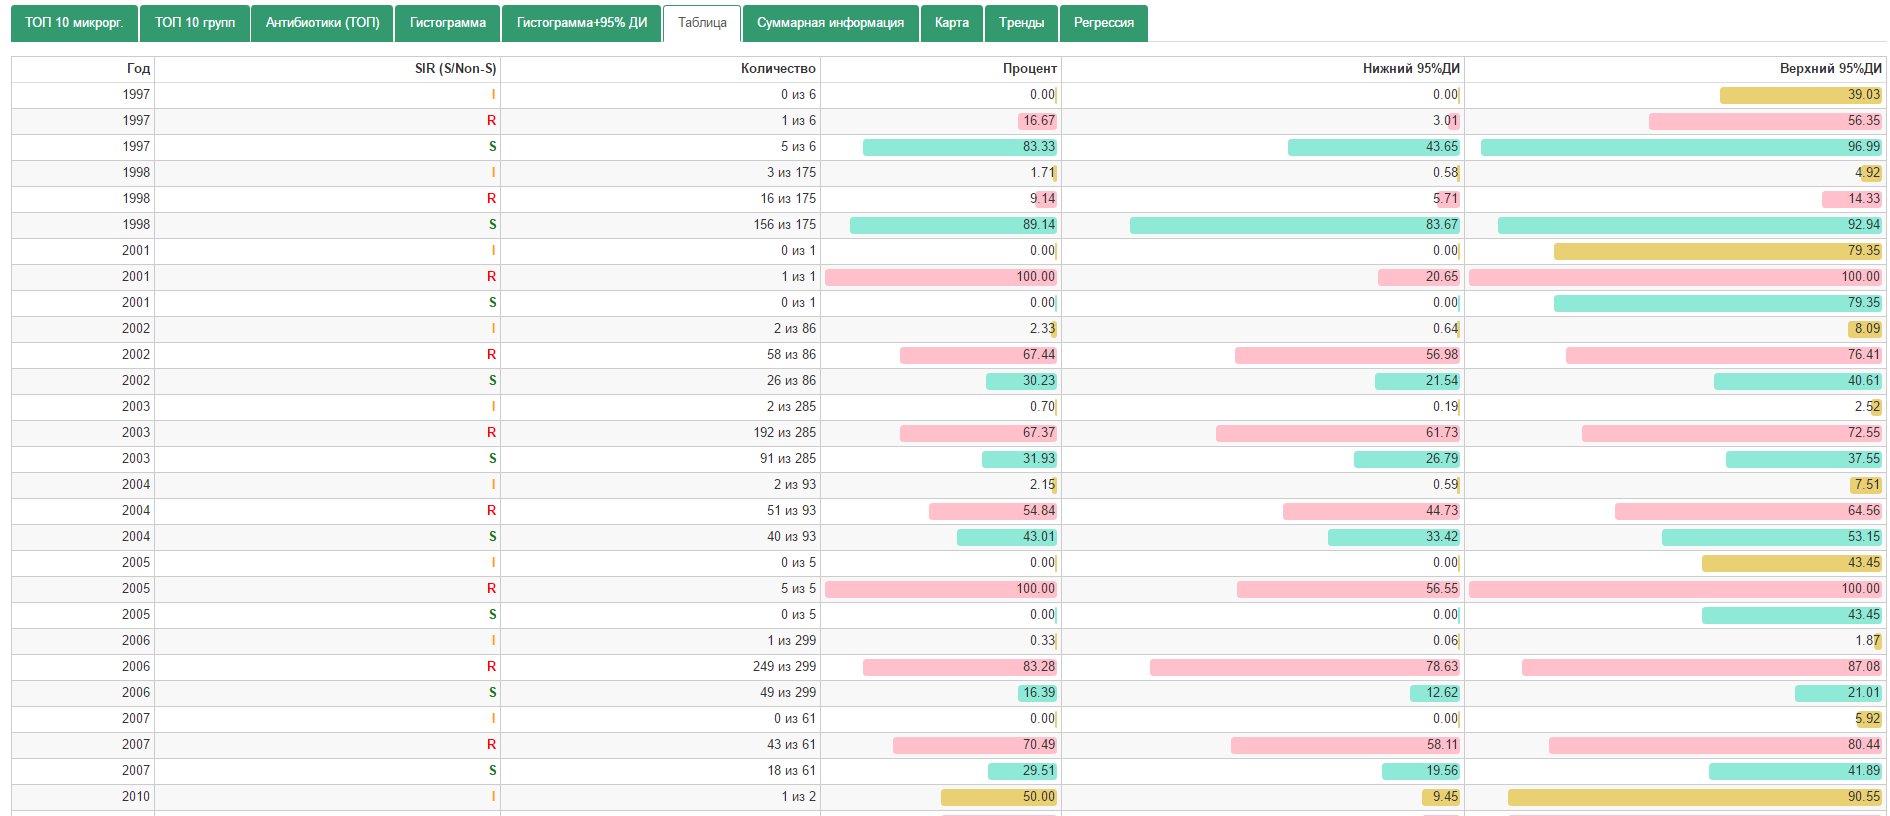 ТОП 10 микрорг. ТОП 10 групп Антибиотики (ТОП) Гистограмма Гистограмма+95% ДИ Таблица Суммарная информация Карта Тренды Регрессия
Год SIR (S/Non-S) Количество Процент Нижний 95%ДИ Верхний 95%ДИ
1997 I 0 из 6 0.00 0.00 39.03
1997 R 1 из 6 16.67 3.01 56.35
1997 S 5 из 6 83.33 43.65 96.99
1998 I 3 из 175 1.71 0.58 4.92
1998 R 16 из 175 9.14 5.71 14.33
1998 S 156 из 175 89.14 83.67 92.94
2001 I 0 из 1 0.00 0.00 79.35
2001 R 1 из 1 100.00 20.65 100.00
2001 S 0 из 1 0.00 0.00 79.35
2002 I 2 из 86 2.33 0.64 8.09
2002 R 58 из 86 67.44 56.98 76.41
2002 S 26 из 86 30.23 21.54 40.61
2003 I 2 из 285 0.70 0.19 2.52
2003 R 192 из 285 67.37 61.73 72.55
2003 S 91 из 285 31.93 26.79 37.55
2004 I 2 из 93 2.15 0.59 7.51
2004 R 51 из 93 54.84 44.73 64.56
2004 S 40 из 93 43.01 33.42 53.15
2005 I 0 из 5 0.00 0.00 43.45
2005 R 5 из 5 100.00 56.55 100.00
2005 S 0 из 5 0.00 0.00 43.45
2006 I 1 из 299 0.33 0.06 1.87
2006 R 249 из 299 83.28 78.63 87.08
2006 S 49 из 299 16.39 12.62 21.01
2007 I 0 из 61 0.00 0.00 5.92
2007 R 43 из 61 70.49 58.11 80.44
2007 S 18 из 61 29.51 19.56 41.89
2010 I 1 из 2 50.00 9.45 90.55